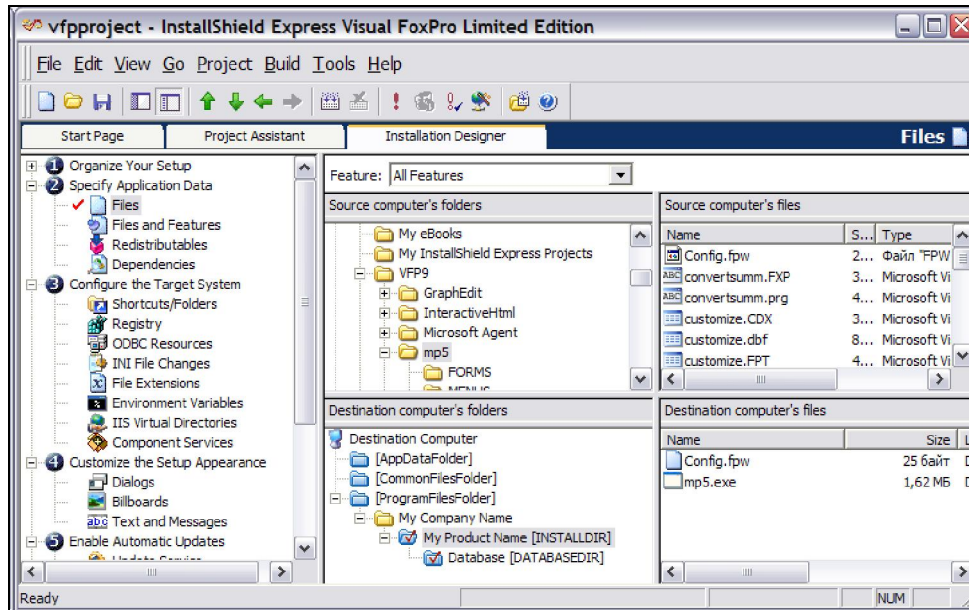 vfpproject - InstallShield Express Visual FoxPro Limited Edition
File Edit View Go Project Build Tools Help
Start Page Project Assistant Installation Designer Files
1 Organize Your Setup
2 Specify Application Data
Files
Files and Features
Redistributables
Dependencies
3 Configure the Target System
Shortcuts/Folders
Registry
ODBC Resources
INI File Changes
File Extensions
Environment Variables
IIS Virtual Directories
Component Services
4 Customize the Setup Appearance
Dialogs
Billboards
Text and Messages
5 Enable Automatic Updates
Feature: All Features
Source computer's folders
My eBooks
My InstallShield Express Projects
VFP9
GraphEdit
InteractiveHtml
Microsoft Agent
mp5
FORMS
Source computer's files
Name S... Type
Config.fpw 2... Файл "FPW
convertsumm.FXP 3... Microsoft Vi
convertsumm.prg 4... Microsoft Vi
customize.CDX 3... Microsoft Vi
customize.dbf 8... Microsoft Vi
customize.FPT 4... Microsoft Vi
Destination computer's folders
Destination Computer
[AppDataFolder]
[CommonFilesFolder]
[ProgramFilesFolder]
My Company Name
My Product Name [INSTALLDIR]
Database [DATABASEDIR]
Destination computer's files
Name Size
Config.fpw 25 байт
mp5.exe 1,62 МБ
Ready NUM